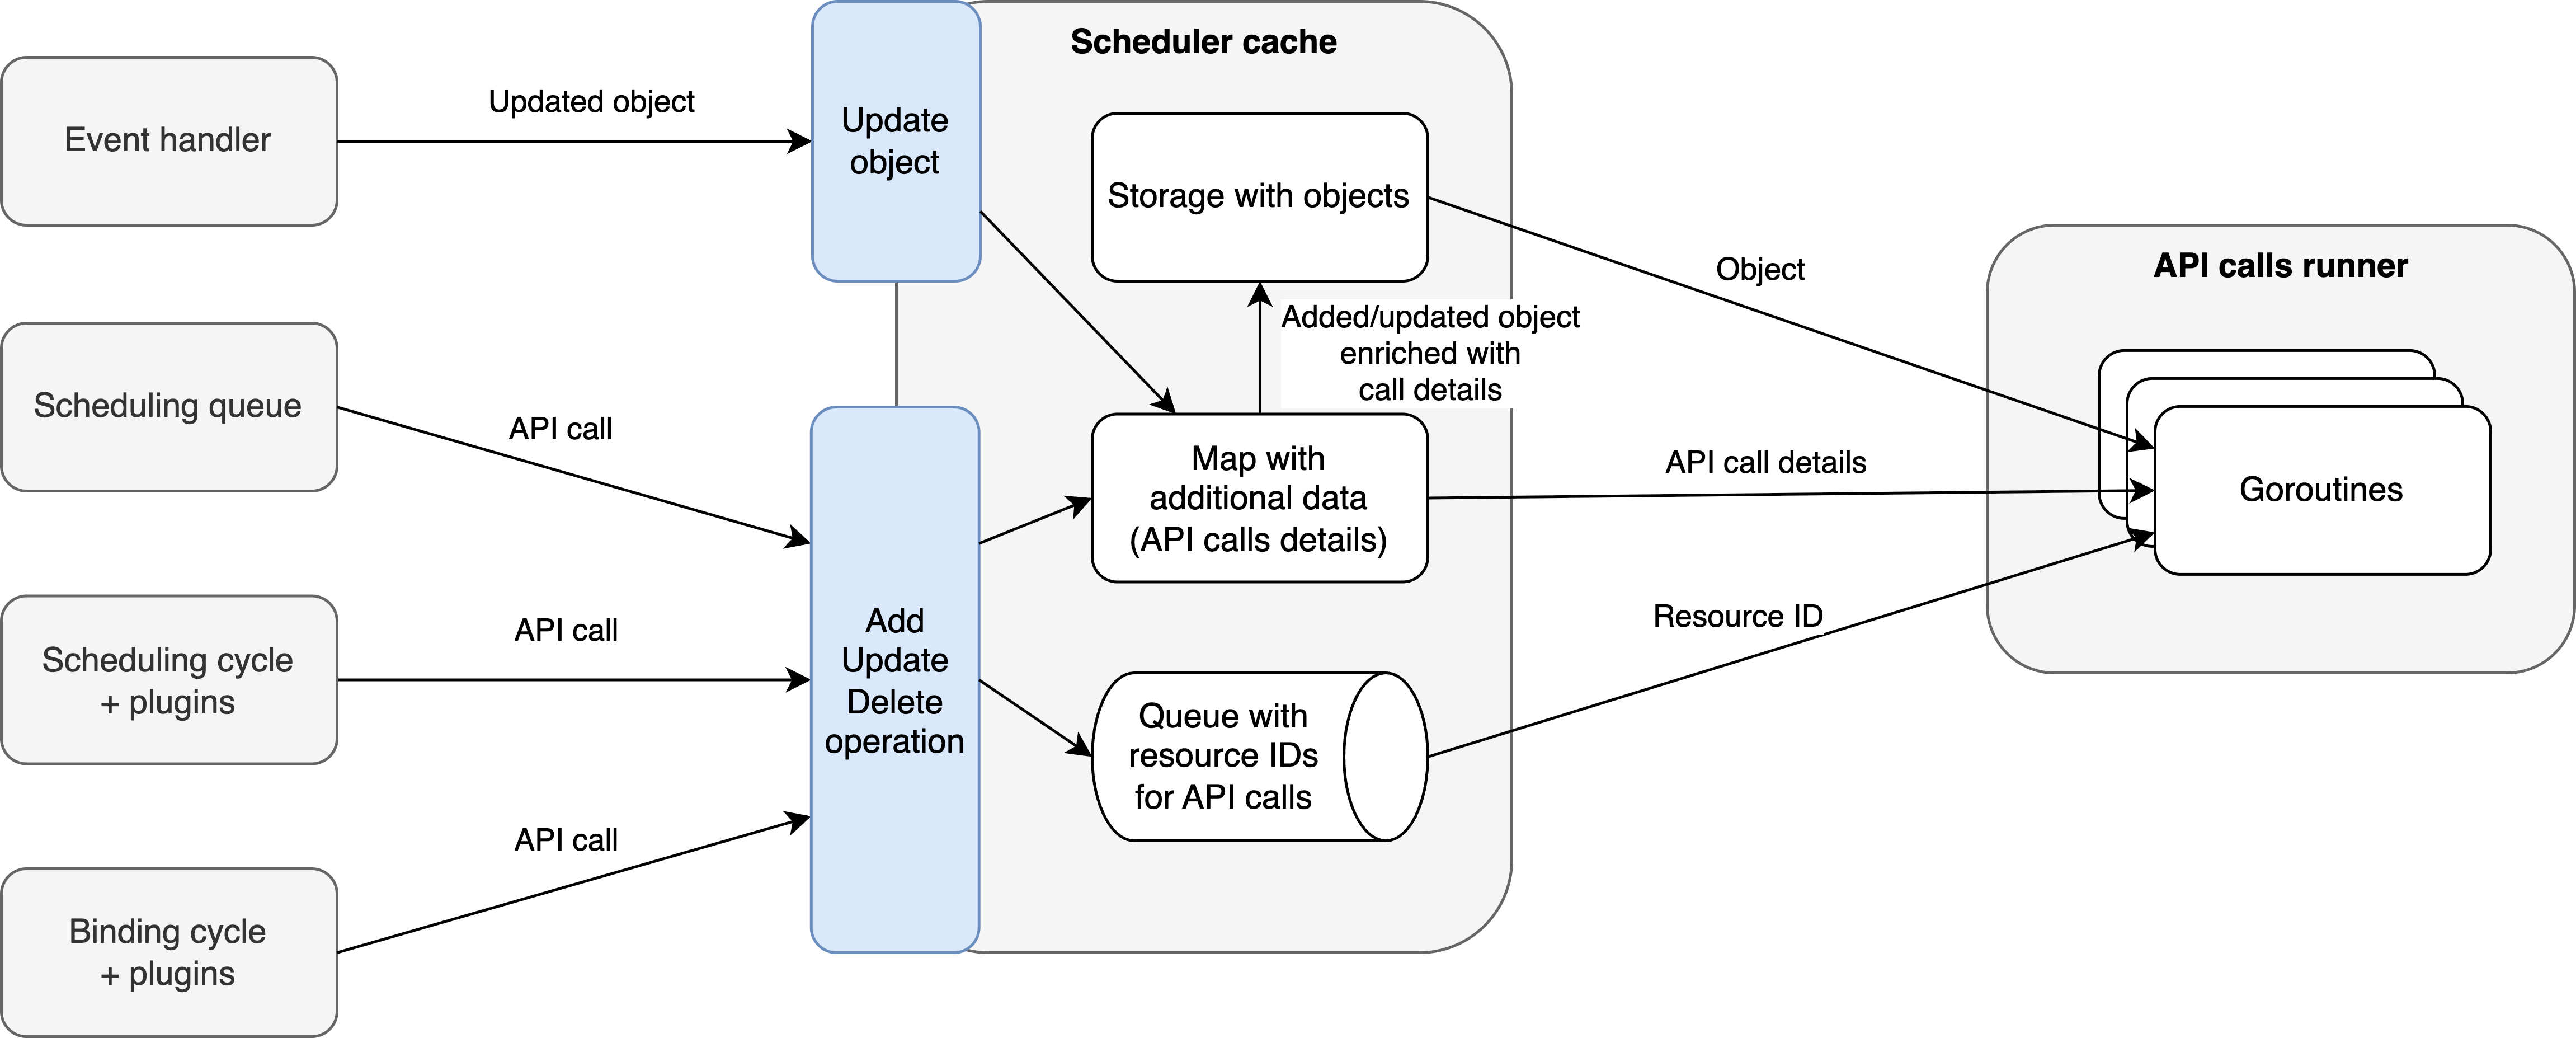 Scheduler cache
Event handler
Updated object
Update
object
Storage with objects
Object
API calls runner
Added/updated object
enriched with
call details
Scheduling queue
API call
Map with
additional data
(API calls details)
API call details
Goroutines
Scheduling cycle
+ plugins
API call
Add
Update
Delete
operation
Resource ID
Queue with
resource IDs
for API calls
Binding cycle
+ plugins
API call